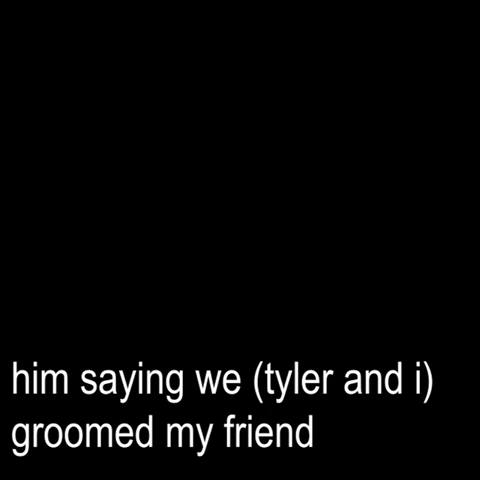 him saying we (tyler and i)
groomed my friend